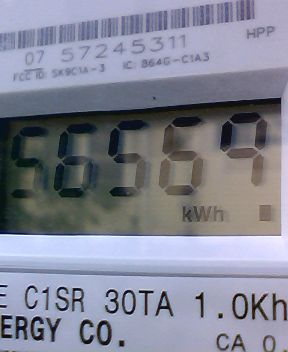 HPP
07 57245311
FCC ID: SK9C1A-3 IC: 864G-C1A3
56569
kWh
E C1SR 30TA 1.0Kh
ERGY CO.
CA 0.